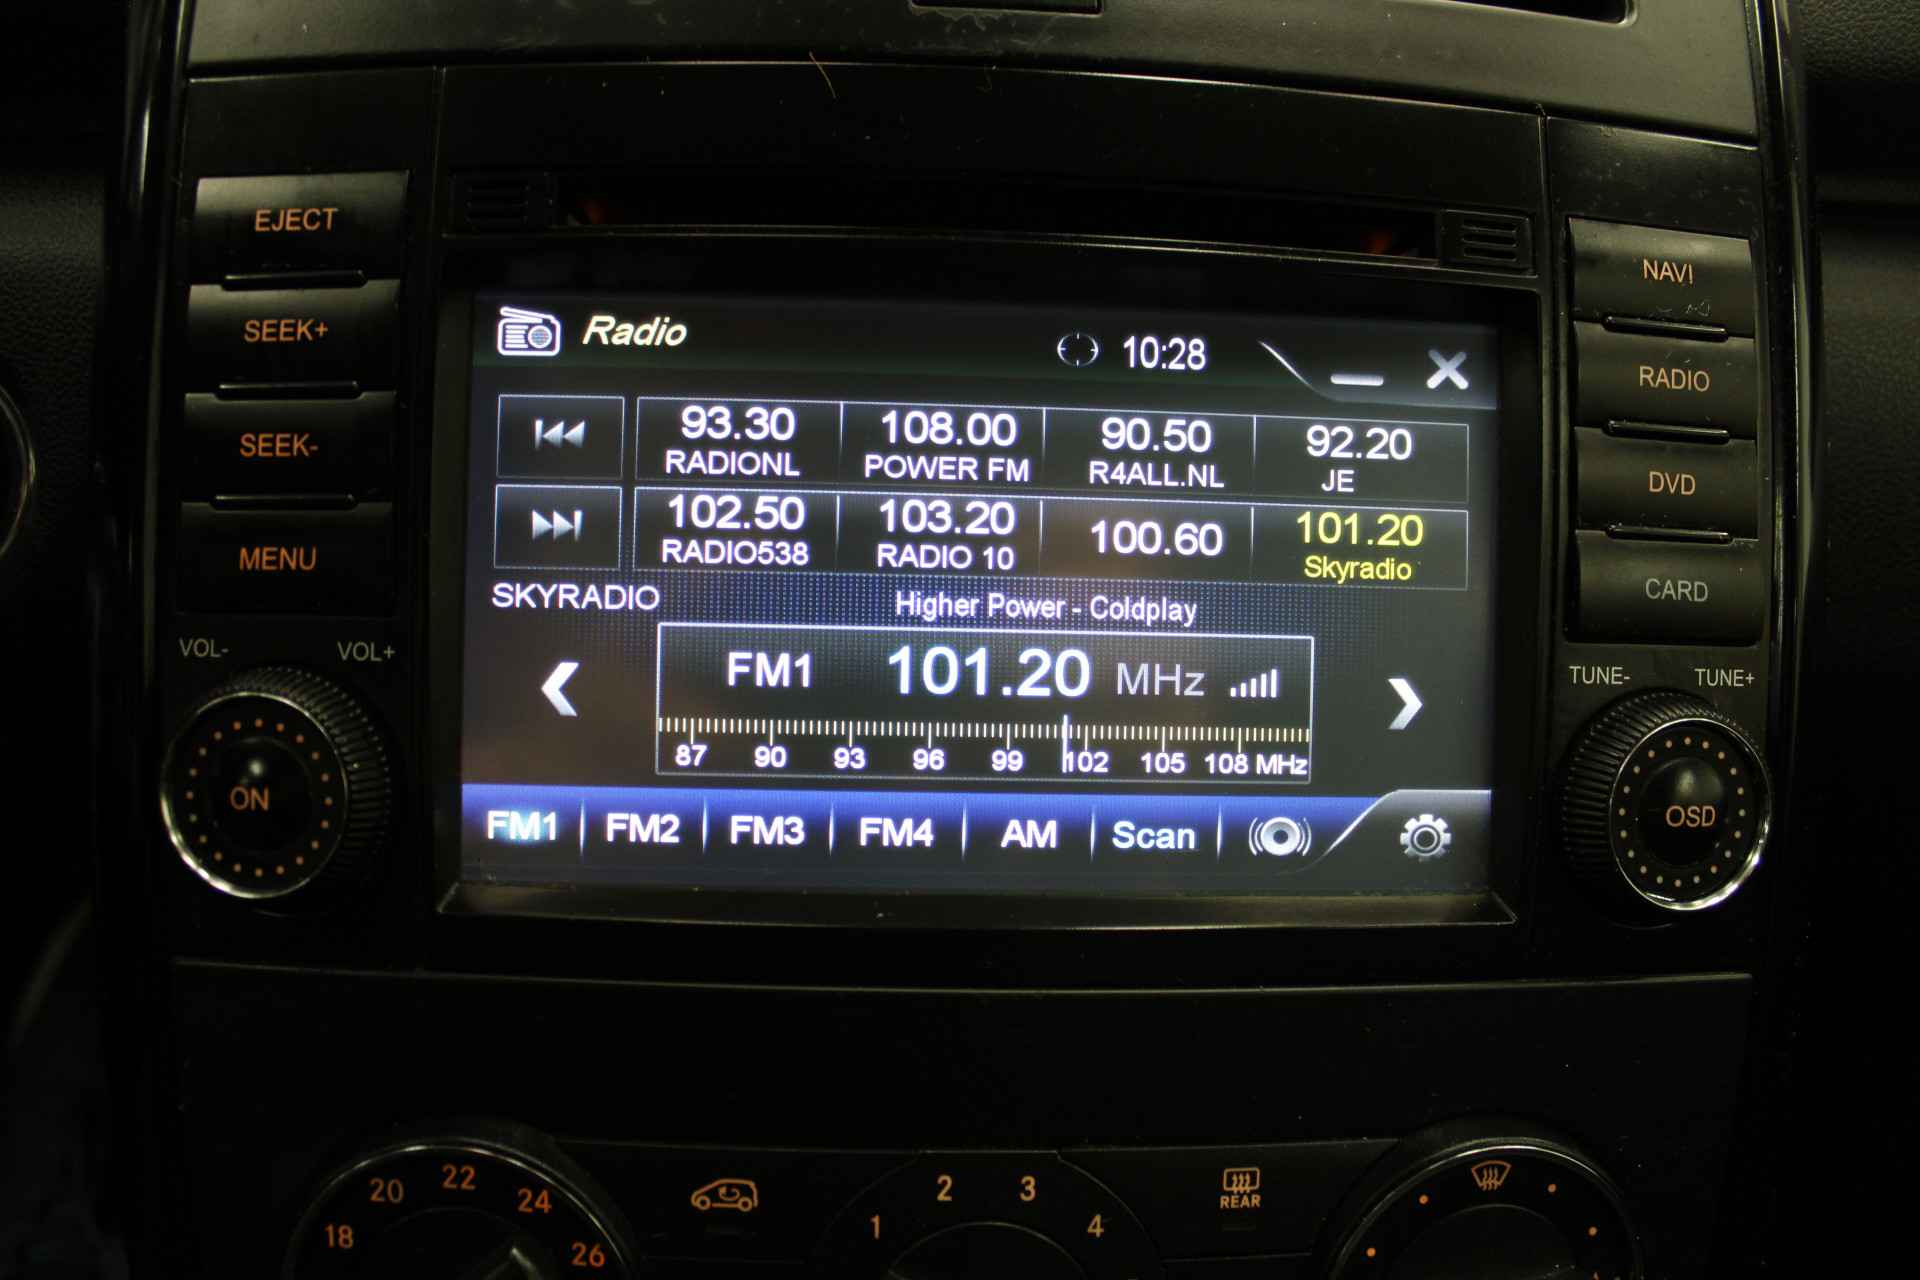 EJECT
SEEK+
SEEK-
MENU
VOL-
VOL+
ON
Radio
10:28
93.30
RADIONL
108.00
POWER FM
90.50
R4ALL.NL
92.20
JE
102.50
RADIO538
103.20
RADIO 10
100.60
101.20
Skyradio
SKYRADIO
Higher Power - Coldplay
FM1
101.20 MHz
87 90 93 96 99 102 105 108 MHz
FM1 FM2 FM3 FM4 AM Scan
NAVI
RADIO
DVD
CARD
TUNE-
TUNE+
OSD
18 20 22 24 26
1 2 3 4
REAR